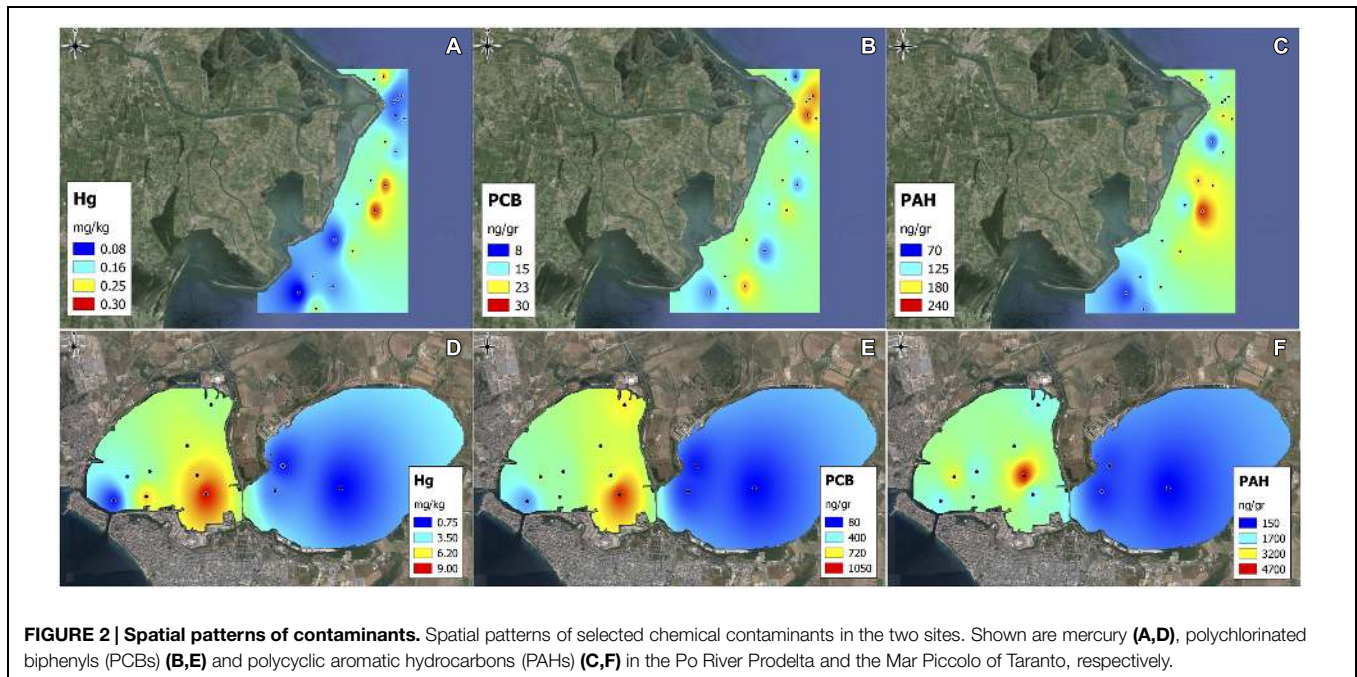 A
Hg
mg/kg
0.08
0.16
0.25
0.30
B
PCB
ng/gr
8
15
23
30
C
PAH
ng/gr
70
125
180
240
D
Hg
mg/kg
0.75
3.50
6.20
9.00
E
PCB
ng/gr
80
400
720
1050
F
PAH
ng/gr
150
1700
3200
4700
FIGURE 2 | Spatial patterns of contaminants. Spatial patterns of selected chemical contaminants in the two sites. Shown are mercury (A,D), polychlorinated
biphenyls (PCBs) (B,E) and polycyclic aromatic hydrocarbons (PAHs) (C,F) in the Po River Prodelta and the Mar Piccolo of Taranto, respectively.